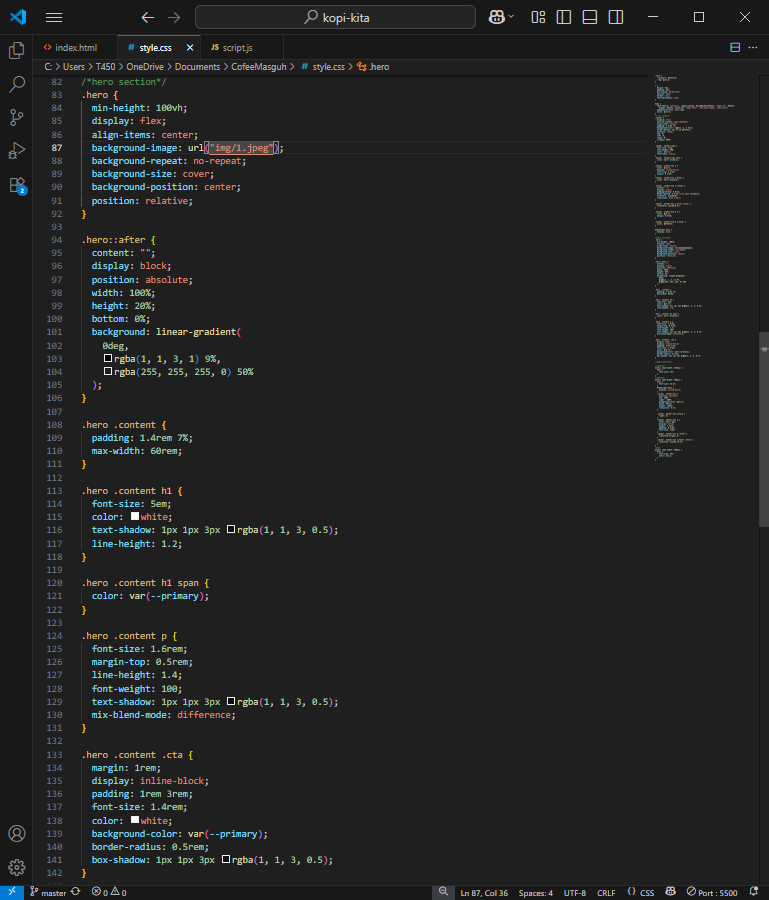 kopi-kita
index.html
style.css
JS script.js
C: > Users > T450 > OneDrive > Documents > CofeeMasguh > # style.css > .hero
82 /*hero section*/
83 .hero {
84 min-height: 100vh;
85 display: flex;
86 align-items: center;
87 background-image: url("img/1.jpeg");
88 background-repeat: no-repeat;
89 background-size: cover;
90 background-position: center;
91 position: relative;
92 }
93
94 .hero::after {
95 content: "";
96 display: block;
97 position: absolute;
98 width: 100%;
99 height: 20%;
100 bottom: 0%;
101 background: linear-gradient(
102 0deg,
103 rgba(1, 1, 3, 1) 9%,
104 rgba(255, 255, 255, 0) 50%
105 );
106 }
107
108 .hero .content {
109 padding: 1.4rem 7%;
110 max-width: 60rem;
111 }
112
113 .hero .content h1 {
114 font-size: 5em;
115 color: white;
116 text-shadow: 1px 1px 3px rgba(1, 1, 3, 0.5);
117 line-height: 1.2;
118 }
119
120 .hero .content h1 span {
121 color: var(--primary);
122 }
123
124 .hero .content p {
125 font-size: 1.6rem;
126 margin-top: 0.5rem;
127 line-height: 1.4;
128 font-weight: 100;
129 text-shadow: 1px 1px 3px rgba(1, 1, 3, 0.5);
130 mix-blend-mode: difference;
131 }
132
133 .hero .content .cta {
134 margin: 1rem;
135 display: inline-block;
136 padding: 1rem 3rem;
137 font-size: 1.4rem;
138 color: white;
139 background-color: var(--primary);
140 border-radius: 0.5rem;
141 box-shadow: 1px 1px 3px rgba(1, 1, 3, 0.5);
142 }
2
master 0 0 Ln 87, Col 36 Spaces: 4 UTF-8 CRLF {} CSS Port : 5500